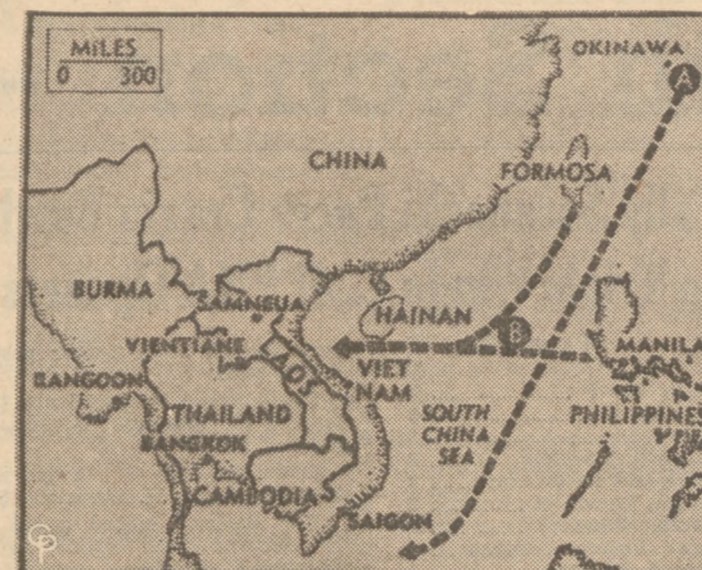 MILES
0 300
OKINAWA
A
CHINA
FORMOSA
BURMA
SAMNEUA
HAINAN
B
VIENTIANE
LAOS
VIET
NAM
MANILA
RANGOON
THAILAND
SOUTH
CHINA
SEA
PHILIPPINES
BANGKOK
CAMBODIA
SAIGON
CP